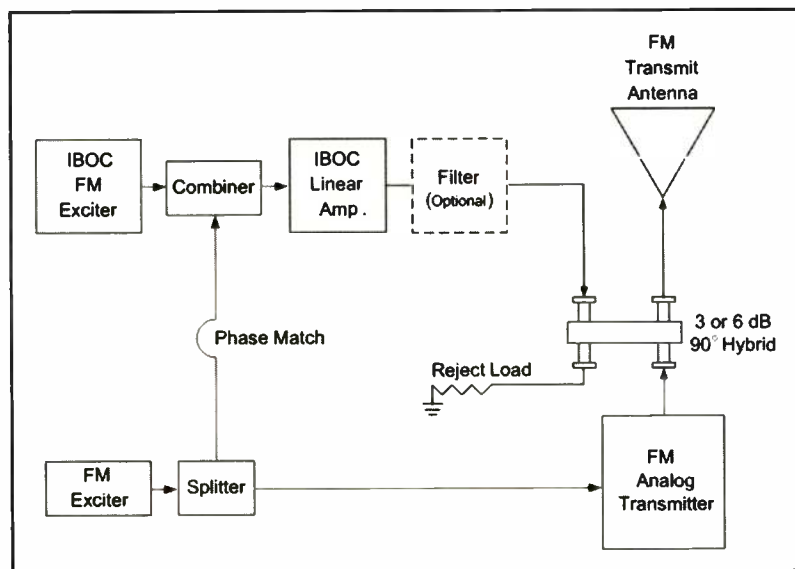 FM
Transmit
Antenna
IBOC
FM
Exciter
Combiner
IBOC
Linear
Amp .
Filter
(Optional)
Phase Match
3 or 6 dB
90° Hybrid
Reject Load
FM
Exciter
Splitter
FM
Analog
Transmitter